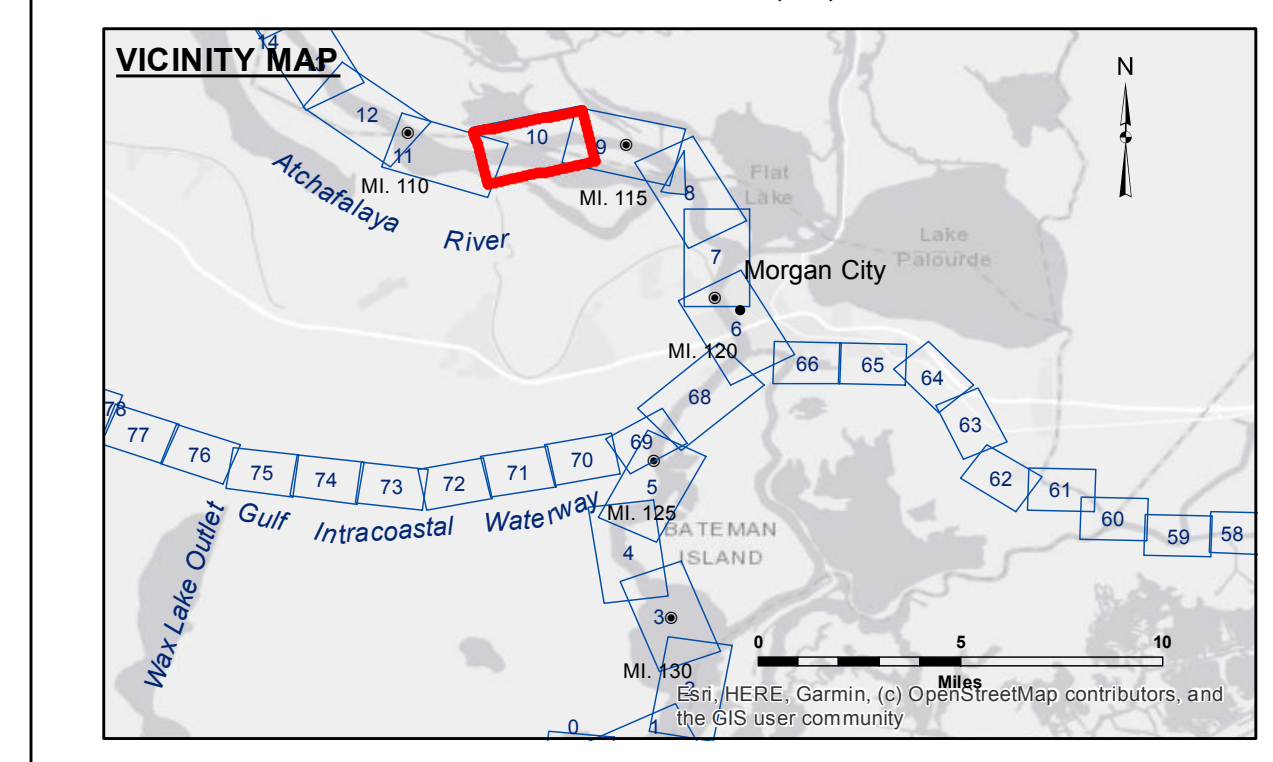 VICINITY MAP
N
14
13
12
11
10
9
8
7
6
MI. 110
MI. 115
Atchafalaya
River
Flat
Lake
Lake
Palourde
Morgan City
MI. 120
66
65
64
63
62
61
60
59
58
68
69
70
71
72
73
74
75
76
77
78
Gulf Intracoastal Waterway
Wax Lake Outlet
5
MI. 125
BATEMAN
ISLAND
4
3
MI. 130
2
1
0
0 5 10
Miles
Esri, HERE, Garmin, (c) OpenStreetMap contributors, and
the GIS user community